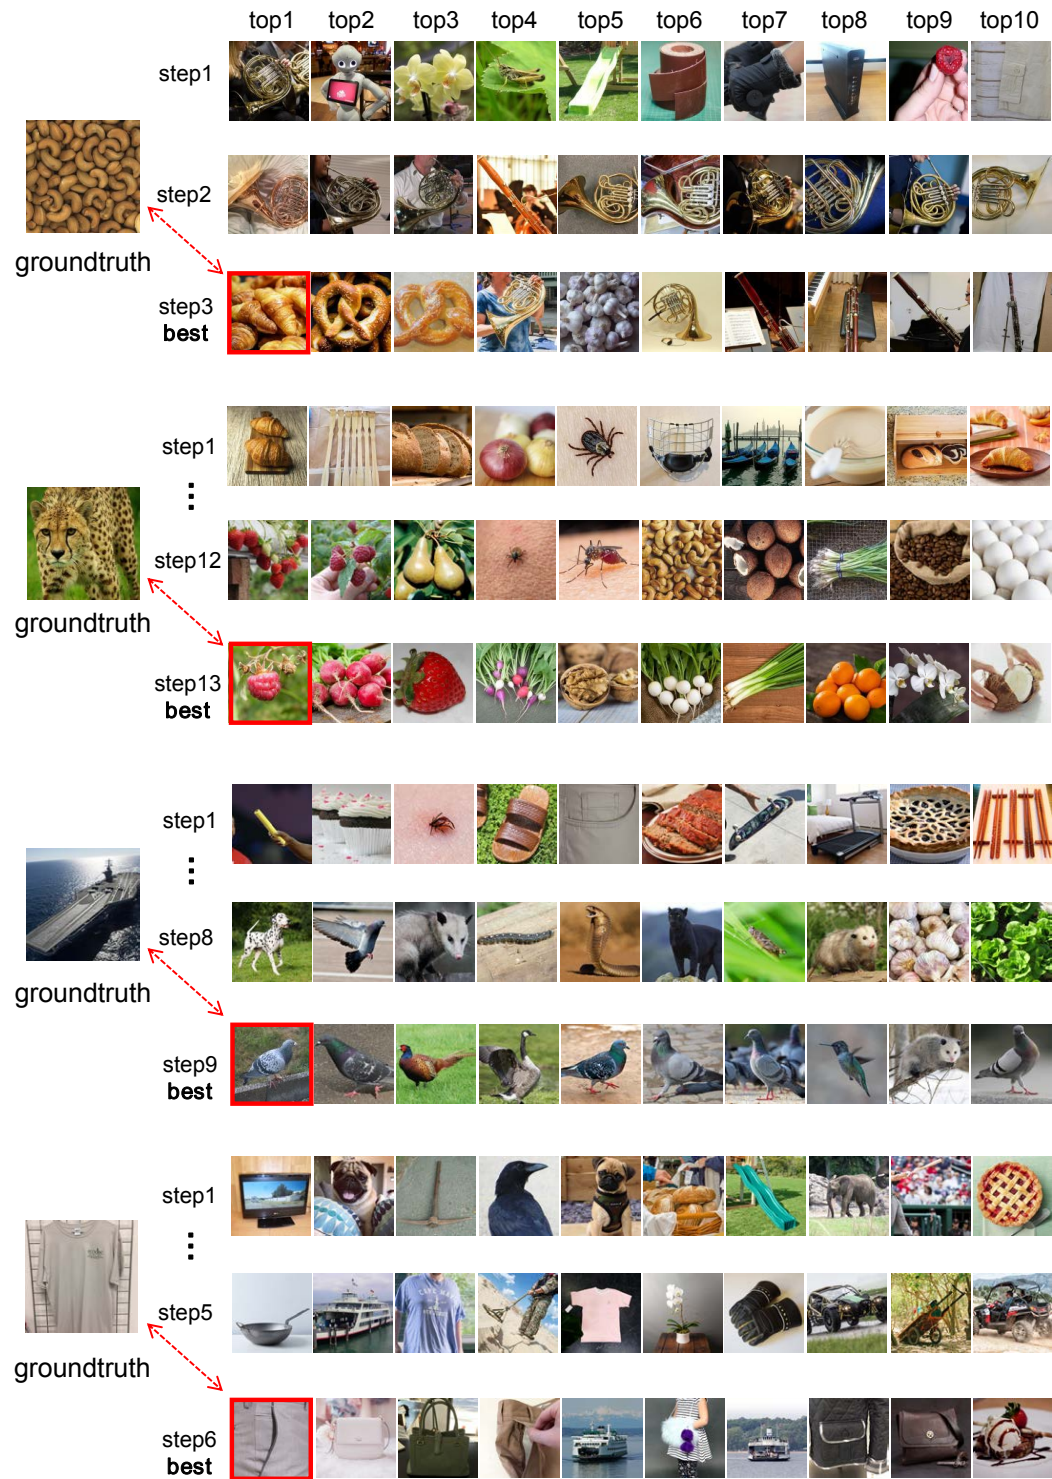 top1 top2 top3 top4 top5 top6 top7 top8 top9 top10
step1
step2
groundtruth
step3
best
step1
step12
groundtruth
step13
best
step1
step8
groundtruth
step9
best
step1
step5
groundtruth
step6
best